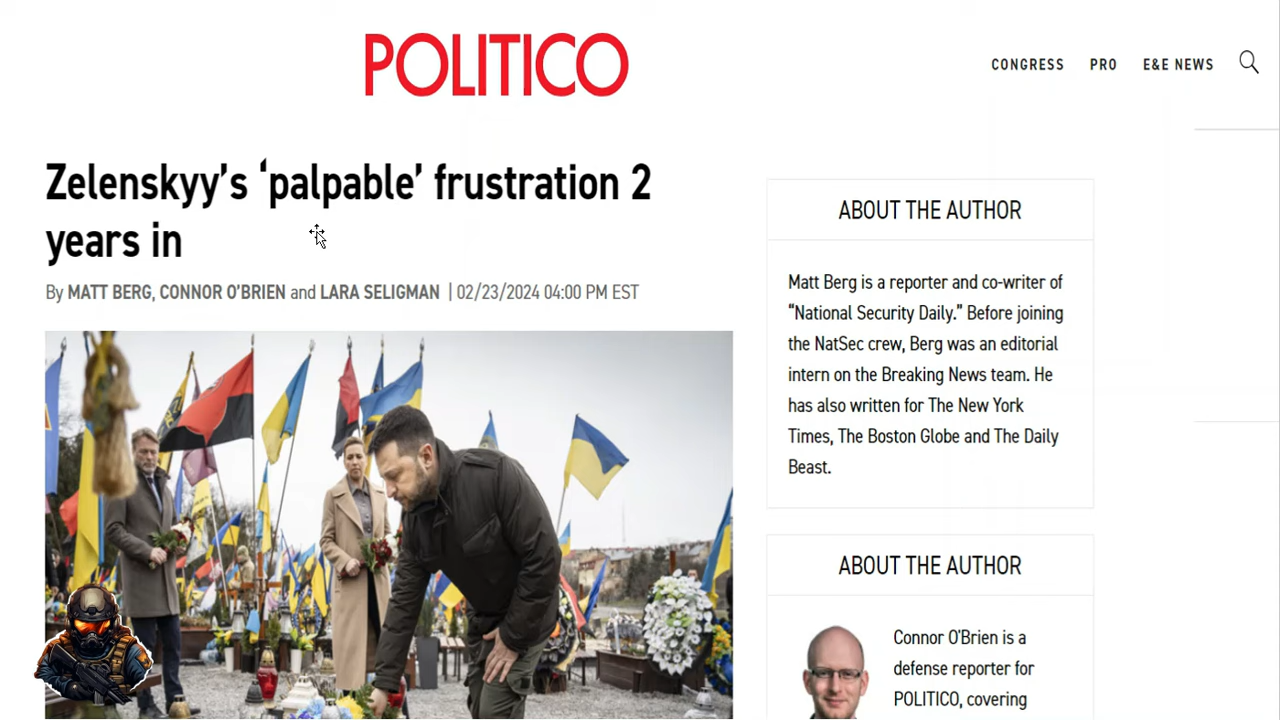 POLITICO
CONGRESS PRO E&E NEWS
Zelenskyy’s ‘palpable’ frustration 2
years in
By MATT BERG, CONNOR O’BRIEN and LARA SELIGMAN | 02/23/2024 04:00 PM EST
ABOUT THE AUTHOR
Matt Berg is a reporter and co-writer of
“National Security Daily.” Before joining
the NatSec crew, Berg was an editorial
intern on the Breaking News team. He
has also written for The New York
Times, The Boston Globe and The Daily
Beast.
ABOUT THE AUTHOR
Connor O'Brien is a
defense reporter for
POLITICO, covering